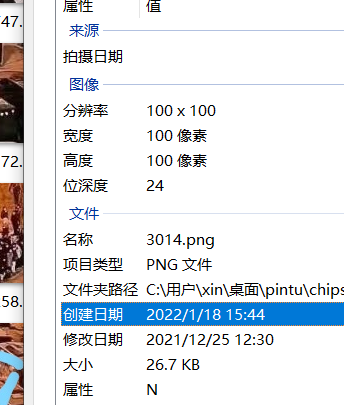 属性 值
来源
拍摄日期
图像
分辨率 100 x 100
宽度 100 像素
高度 100 像素
位深度 24
文件
名称 3014.png
项目类型 PNG 文件
文件夹路径 C:\用户\xin\桌面\pintu\chips
创建日期 2022/1/18 15:44
修改日期 2021/12/25 12:30
大小 26.7 KB
属性 N
747.
72.
58.